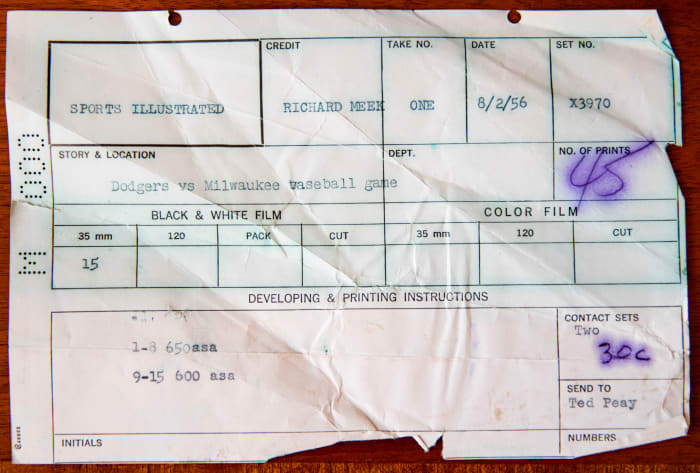 CREDIT TAKE NO. DATE SET NO.
SPORTS ILLUSTRATED RICHARD MEEK ONE 8/2/56 X3970
STORY & LOCATION DEPT. NO. OF PRINTS
45
Dodgers vs Milwaukee baseball game
BLACK & WHITE FILM COLOR FILM
35 mm 120 PACK CUT 35 mm 120 CUT
15
DEVELOPING & PRINTING INSTRUCTIONS
CONTACT SETS
Two
1-8 650asa
30c
9-15 600 asa
SEND TO
Ted Peay
INITIALS NUMBERS